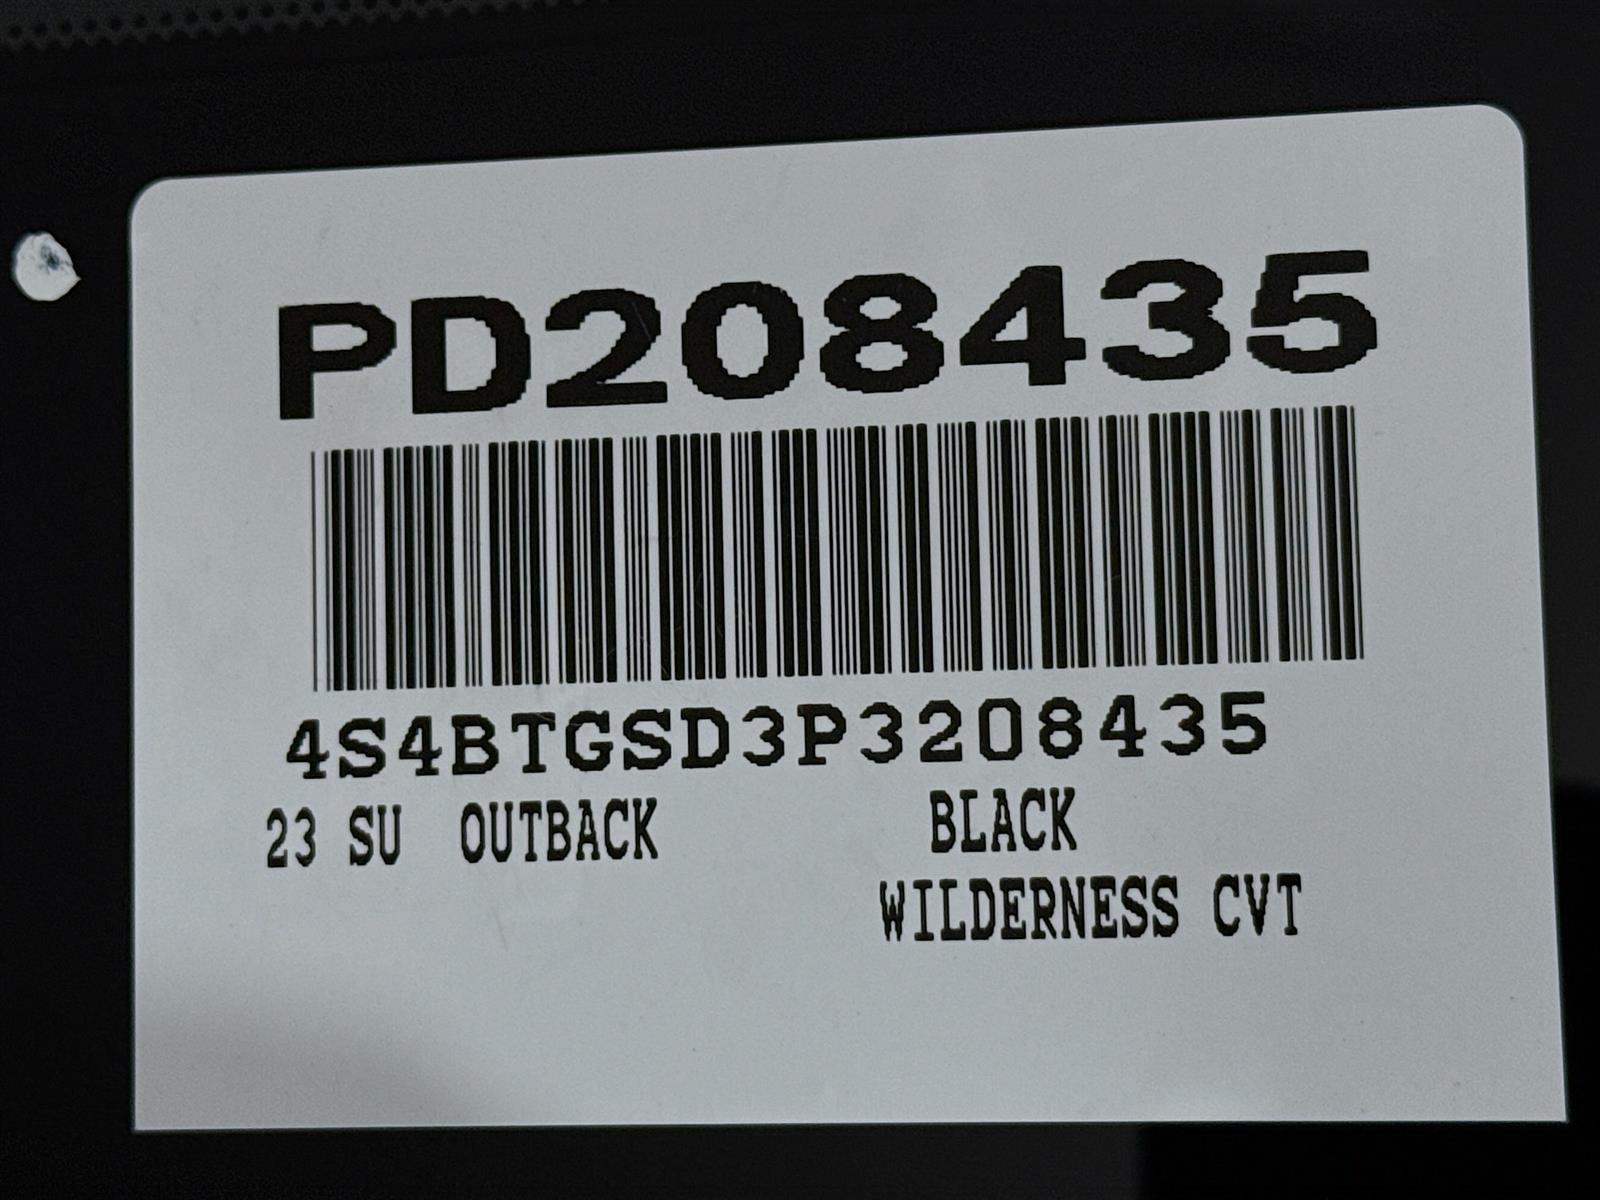 PD208435
4S4BTGSD3P3208435
23 SU OUTBACK BLACK
WILDERNESS CVT